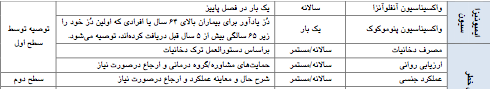 واکسیناسیون آنفلوآنزا سالانه یک بار در فصل پاییز
واکسیناسیون پنوموکوک یک بار دُز یادآور برای بیماران بالای ۶۴ سال یا افرادی که اولین دُز خود را زیر ۶۵ سالگی بیش از ۵ سال قبل دریافت کرده‌اند، توصیه می‌شود.
توصیه توسط
سطح اول
مصرف دخانیات سالانه/مستمر براساس دستورالعمل ترک دخانیات
ارزیابی روانی سالانه/مستمر حمایت‌های مشاوره/گروه درمانی و ارجاع درصورت نیاز
عملکرد جنسی سالانه/مستمر شرح حال و معاینه عملکرد و ارجاع درصورت نیاز سطح دوم